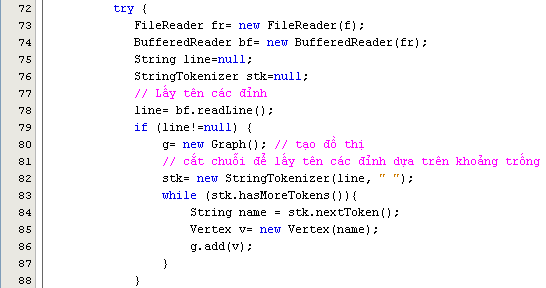 72 try {
73 FileReader fr= new FileReader(f);
74 BufferedReader bf= new BufferedReader(fr);
75 String line=null;
76 StringTokenizer stk=null;
77 // Lấy tên các đỉnh
78 line= bf.readLine();
79 if (line!=null) {
80 g= new Graph(); // tạo đồ thị
81 // cắt chuỗi để lấy tên các đỉnh dựa trên khoảng trống
82 stk= new StringTokenizer(line, " ");
83 while (stk.hasMoreTokens()){
84 String name = stk.nextToken();
85 Vertex v= new Vertex(name);
86 g.add(v);
87 }
88 }